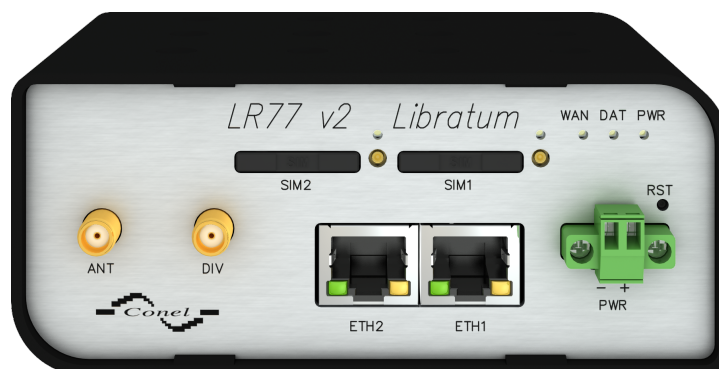 LR77 v2 Libratum
WAN DAT PWR
SIM2 SIM1
RST
ANT DIV
- +
PWR
Conel
ETH2 ETH1